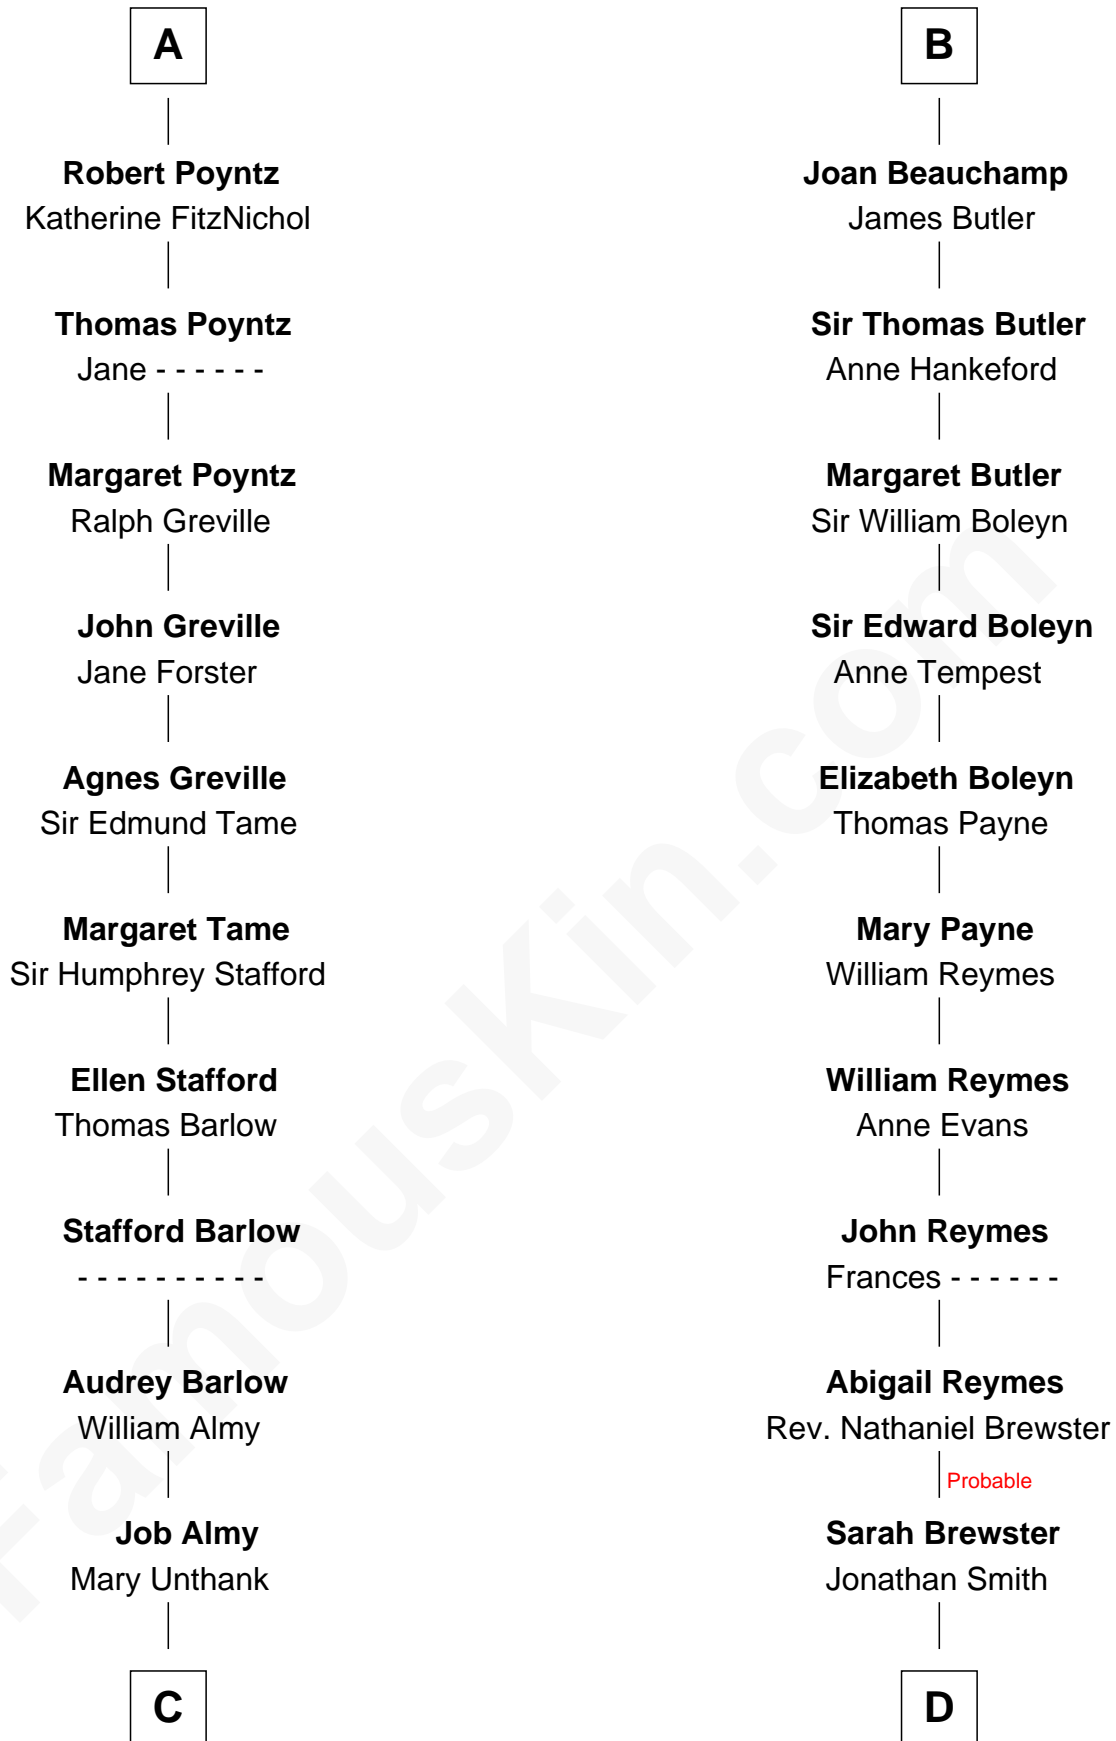 A
Robert Poyntz
Katherine FitzNichol
Thomas Poyntz
Jane - - - - - -
Margaret Poyntz
Ralph Greville
John Greville
Jane Forster
Agnes Greville
Sir Edmund Tame
Margaret Tame
Sir Humphrey Stafford
Ellen Stafford
Thomas Barlow
Stafford Barlow
- - - - - - - - - -
Audrey Barlow
William Almy
Job Almy
Mary Unthank
C
B
Joan Beauchamp
James Butler
Sir Thomas Butler
Anne Hankeford
Margaret Butler
Sir William Boleyn
Sir Edward Boleyn
Anne Tempest
Elizabeth Boleyn
Thomas Payne
Mary Payne
William Reymes
William Reymes
Anne Evans
John Reymes
Frances - - - - - -
Abigail Reymes
Rev. Nathaniel Brewster
Probable
Sarah Brewster
Jonathan Smith
D
FamousKin.com